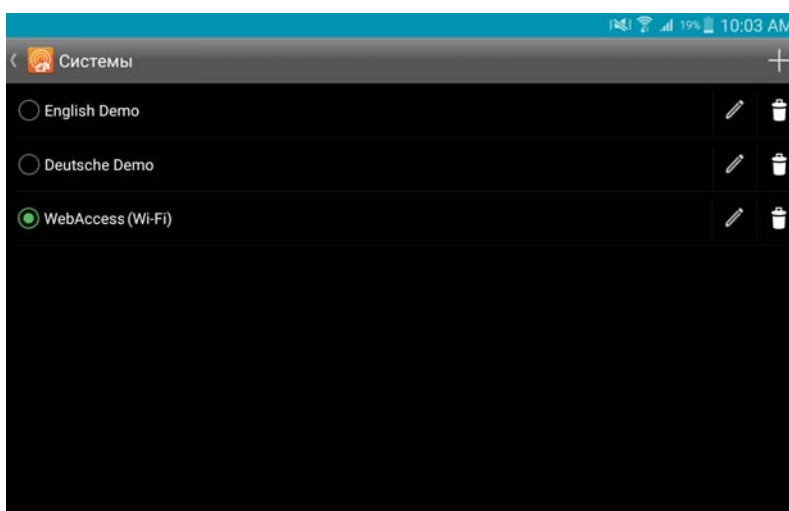 19% 10:03 AM
Системы
English Demo
Deutsche Demo
WebAccess (Wi-Fi)